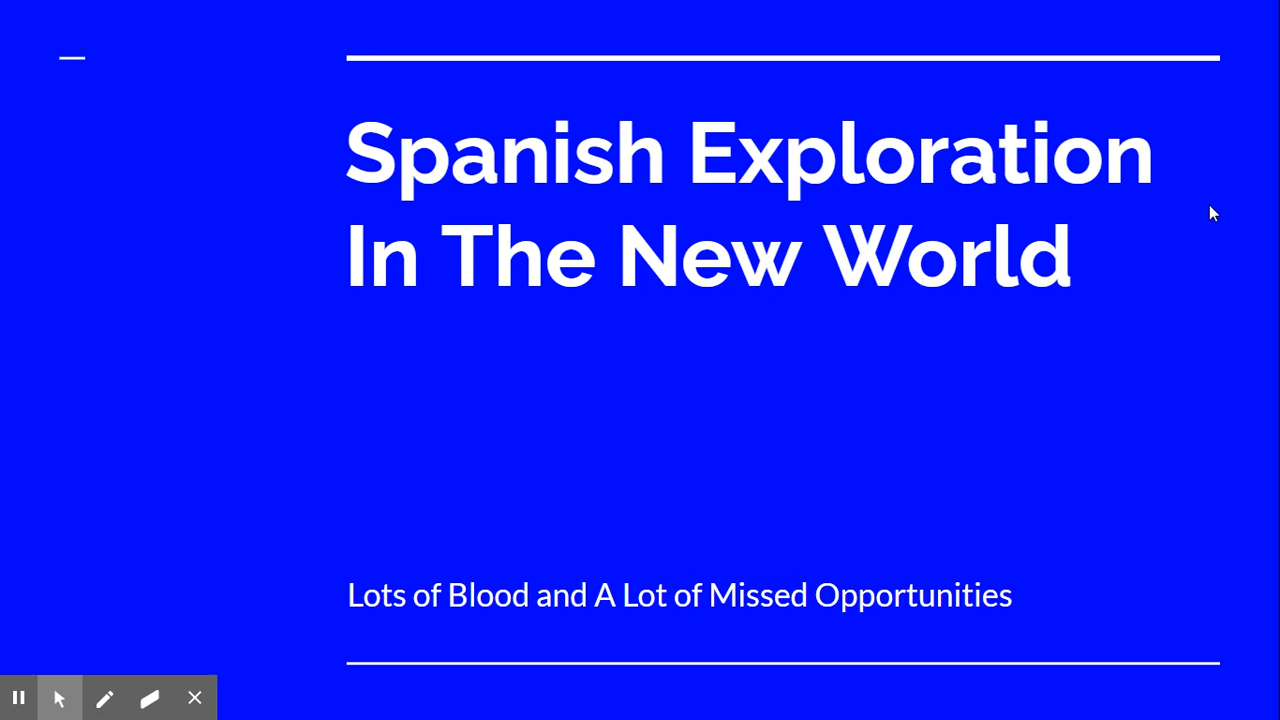 Spanish Exploration
In The New World
Lots of Blood and A Lot of Missed Opportunities